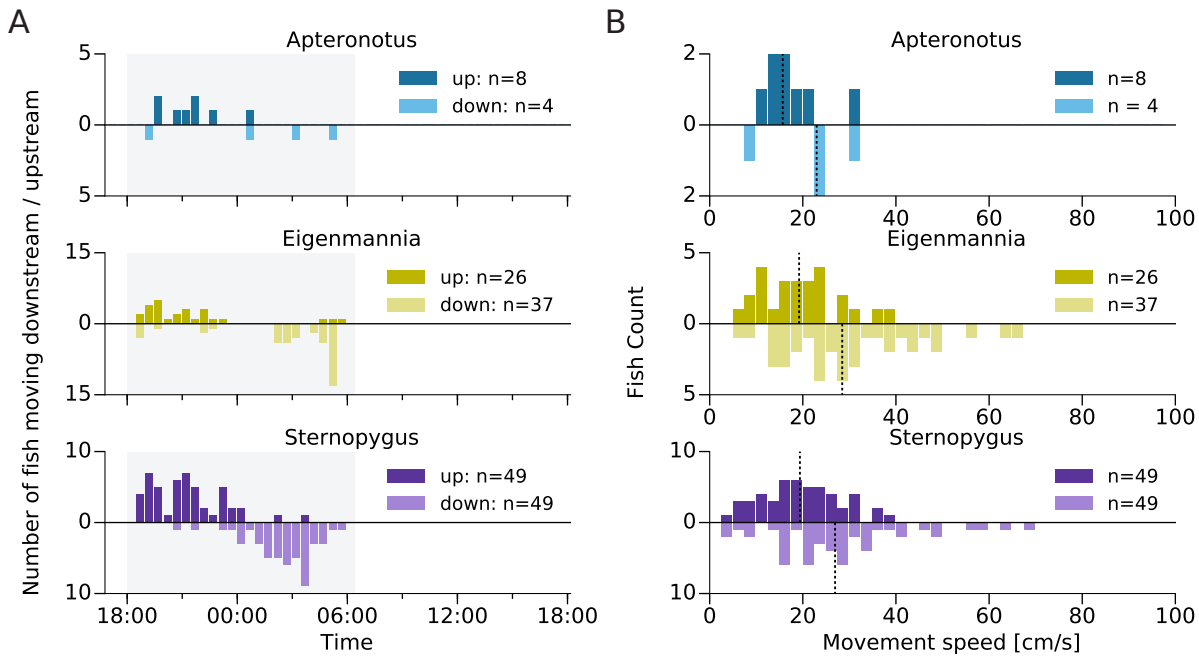 A
Number of fish moving downstream / upstream
Apteronotus
5
0
5
up: n=8
down: n=4
Eigenmannia
15
0
15
up: n=26
down: n=37
Sternopygus
10
0
10
up: n=49
down: n=49
18:00 00:00 06:00 12:00 18:00
Time
B
Fish Count
Apteronotus
2
0
2
n=8
n = 4
0 20 40 60 80 100
Eigenmannia
5
0
5
n=26
n=37
0 20 40 60 80 100
Sternopygus
10
0
10
n=49
n=49
0 20 40 60 80 100
Movement speed [cm/s]